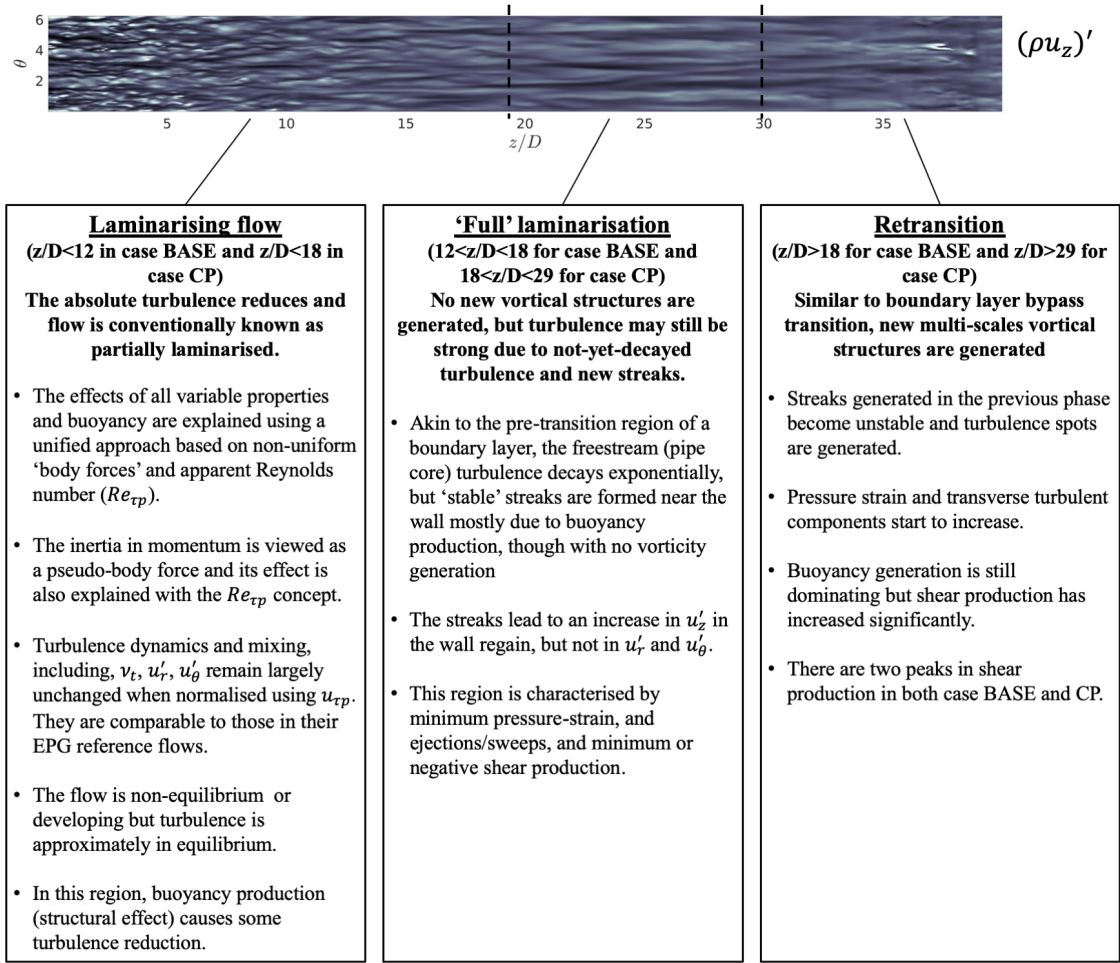 6
4
2
θ
5
10
15
20
25
30
35
z/D
(ρu_z)′
Laminarising flow
(z/D<12 in case BASE and z/D<18 in
case CP)
The absolute turbulence reduces and
flow is conventionally known as
partially laminarised.
• The effects of all variable properties
and buoyancy are explained using a
unified approach based on non-uniform
‘body forces’ and apparent Reynolds
number (Re_τp).
• The inertia in momentum is viewed as
a pseudo-body force and its effect is
also explained with the Re_τp concept.
• Turbulence dynamics and mixing,
including, ν_t, u′_r, u′_θ remain largely
unchanged when normalised using u_τp.
They are comparable to those in their
EPG reference flows.
• The flow is non-equilibrium or
developing but turbulence is
approximately in equilibrium.
• In this region, buoyancy production
(structural effect) causes some
turbulence reduction.
‘Full’ laminarisation
(12<z/D<18 for case BASE and
18<z/D<29 for case CP)
No new vortical structures are
generated, but turbulence may still be
strong due to not-yet-decayed
turbulence and new streaks.
• Akin to the pre-transition region of a
boundary layer, the freestream (pipe
core) turbulence decays exponentially,
but ‘stable’ streaks are formed near the
wall mostly due to buoyancy
production, though with no vorticity
generation
• The streaks lead to an increase in u′_z in
the wall regain, but not in u′_r and u′_θ.
• This region is characterised by
minimum pressure-strain, and
ejections/sweeps, and minimum or
negative shear production.
Retransition
(z/D>18 for case BASE and z/D>29 for
case CP)
Similar to boundary layer bypass
transition, new multi-scales vortical
structures are generated
• Streaks generated in the previous phase
become unstable and turbulence spots
are generated.
• Pressure strain and transverse turbulent
components start to increase.
• Buoyancy generation is still
dominating but shear production has
increased significantly.
• There are two peaks in shear
production in both case BASE and CP.